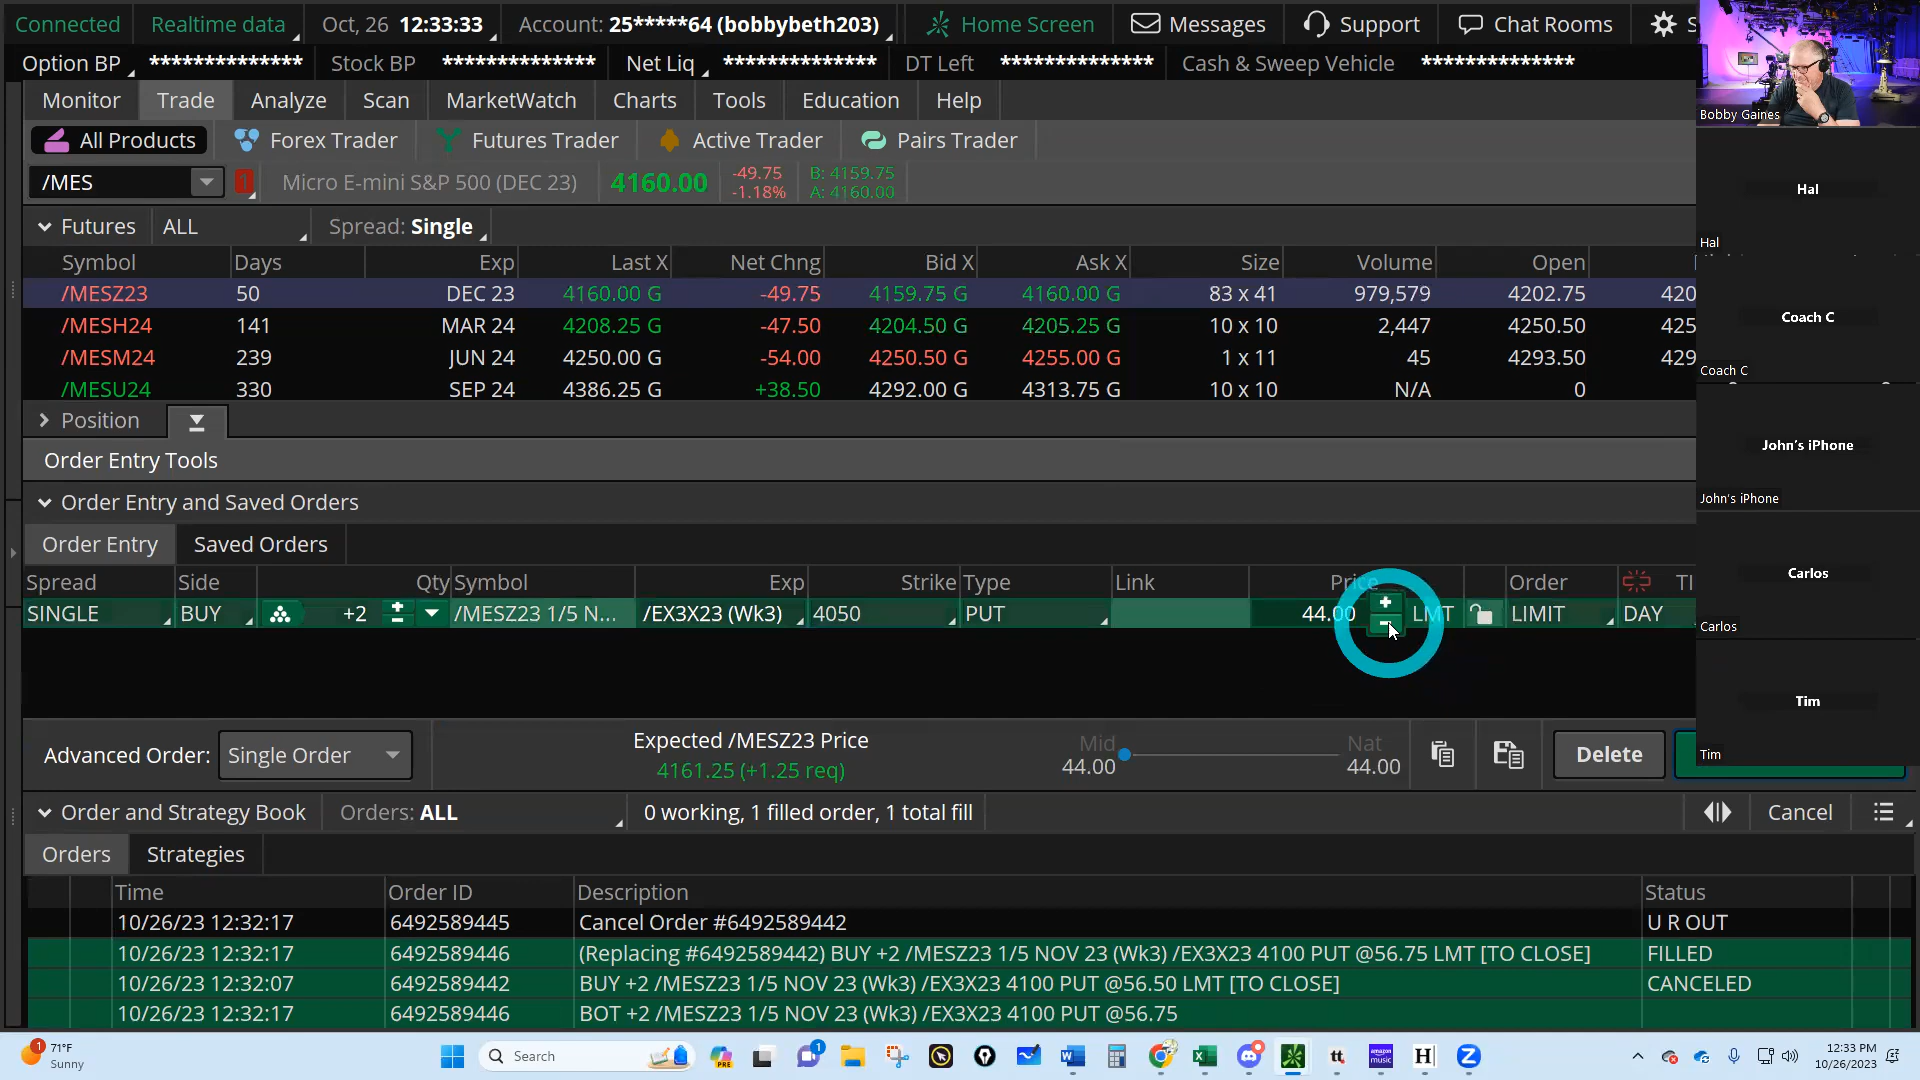 Connected Realtime data Oct, 26 12:33:33 Account: 25*****64 (bobbybeth203) Home Screen Messages Support Chat Rooms S
Option BP ************** Stock BP ************** Net Liq ************** DT Left ************** Cash & Sweep Vehicle **************
Monitor Trade Analyze Scan MarketWatch Charts Tools Education Help
All Products Forex Trader Futures Trader Active Trader Pairs Trader
/MES 1 Micro E-mini S&P 500 (DEC 23) 4160.00 -49.75 B: 4159.75
-1.18% A: 4160.00
Futures ALL Spread: Single
Symbol Days Exp Last X Net Chng Bid X Ask X Size Volume Open
/MESZ23 50 DEC 23 4160.00 G -49.75 4159.75 G 4160.00 G 83 x 41 979,579 4202.75 420
/MESH24 141 MAR 24 4208.25 G -47.50 4204.50 G 4205.25 G 10 x 10 2,447 4250.50 425
/MESM24 239 JUN 24 4250.00 G -54.00 4250.50 G 4255.00 G 1 x 11 45 4293.50 429
/MESU24 330 SEP 24 4386.25 G +38.50 4292.00 G 4313.75 G 10 x 10 N/A 0
Position
Order Entry Tools
Order Entry and Saved Orders
Order Entry Saved Orders
Spread Side Qty Symbol Exp Strike Type Link Price Order TI
SINGLE BUY +2 /MESZ23 1/5 N... /EX3X23 (Wk3) 4050 PUT 44.00 LMT LIMIT DAY
Advanced Order: Single Order Expected /MESZ23 Price Mid Nat Delete
4161.25 (+1.25 req) 44.00 44.00
Order and Strategy Book Orders: ALL 0 working, 1 filled order, 1 total fill Cancel
Orders Strategies
Time Order ID Description Status
10/26/23 12:32:17 6492589445 Cancel Order #6492589442 U R OUT
10/26/23 12:32:17 6492589446 (Replacing #6492589442) BUY +2 /MESZ23 1/5 NOV 23 (Wk3) /EX3X23 4100 PUT @56.75 LMT [TO CLOSE] FILLED
10/26/23 12:32:07 6492589442 BUY +2 /MESZ23 1/5 NOV 23 (Wk3) /EX3X23 4100 PUT @56.50 LMT [TO CLOSE] CANCELED
10/26/23 12:32:17 6492589446 BOT +2 /MESZ23 1/5 NOV 23 (Wk3) /EX3X23 4100 PUT @56.75
Bobby Gaines
Hal
Hal
Coach C
Coach C
John's iPhone
John's iPhone
Carlos
Carlos
Tim
Tim
1 71°F
Sunny
Search
PRE
1
tt
amazon music
H
Z
12:33 PM
10/26/2023